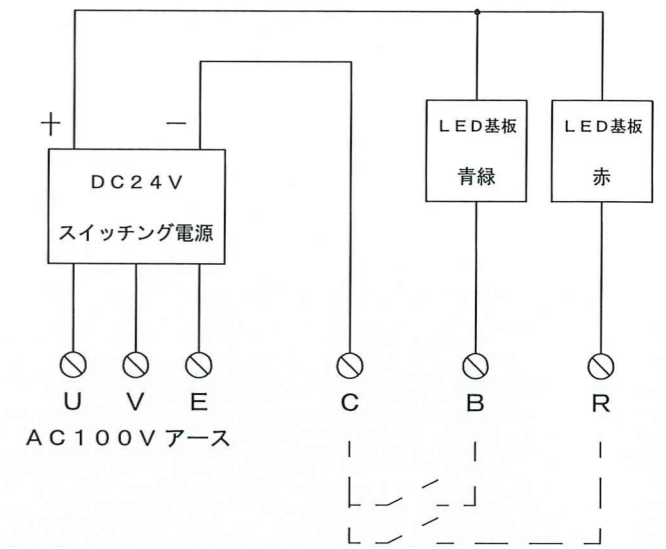 ＋
－
ＬＥＤ基板
青緑
ＬＥＤ基板
赤
ＤＣ２４Ｖ
スイッチング電源
Ｕ Ｖ Ｅ Ｃ Ｂ Ｒ
ＡＣ１００Ｖ アース